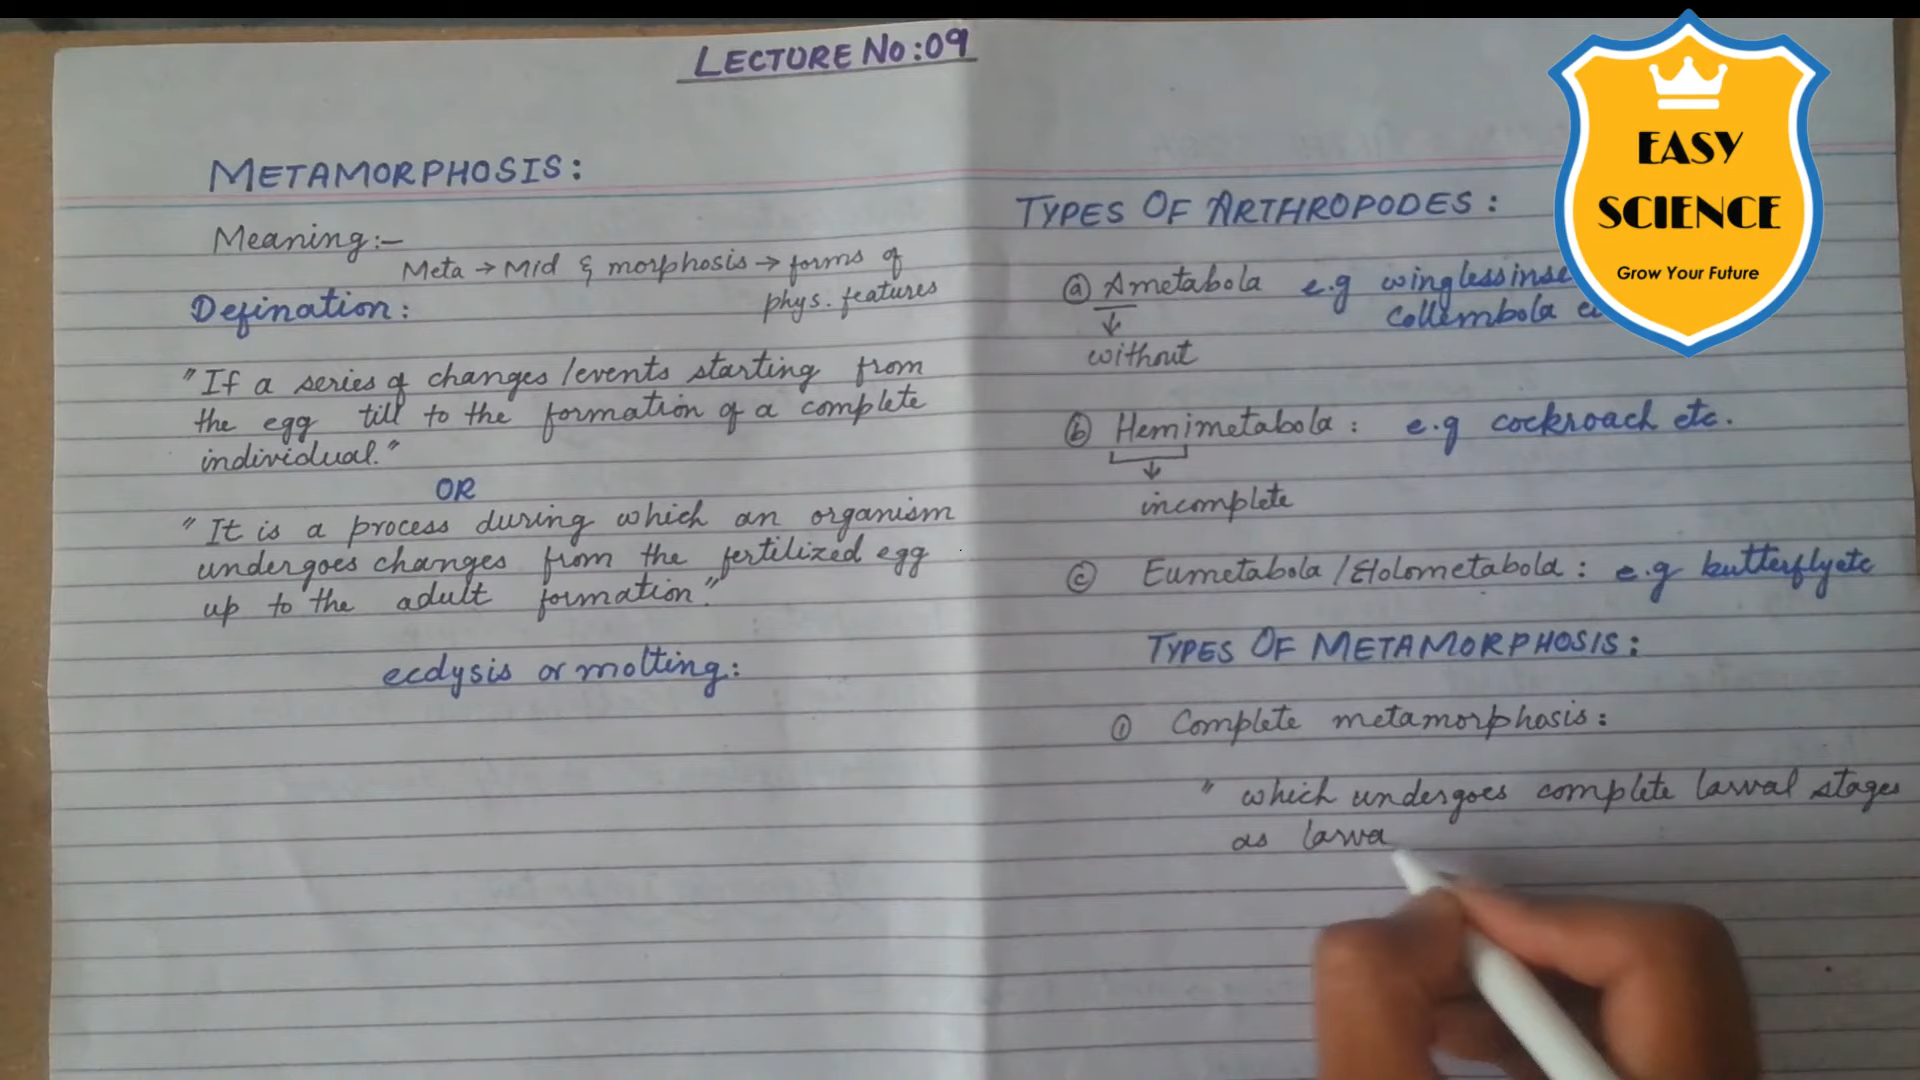 LECTURE No:09
METAMORPHOSIS:
Meaning:-
Meta → Mid & morphosis → forms of
phys. features
Defination:
"If a series of changes/events starting from
the egg till to the formation of a complete
individual."
OR
"It is a process during which an organism
undergoes changes from the fertilized egg
up to the adult formation."
ecdysis or molting:
TYPES OF ARTHROPODES:
(a) Ametabola e.g wingless inse
collembola
↓
without
(b) Hemimetabola: e.g cockroach etc.
↓
incomplete
(c) Eumetabola/Holometabola: e.g butterfly etc
TYPES OF METAMORPHOSIS:
(1) Complete metamorphosis:
" which undergoes complete larval stages
as larva
EASY
SCIENCE
Grow Your Future